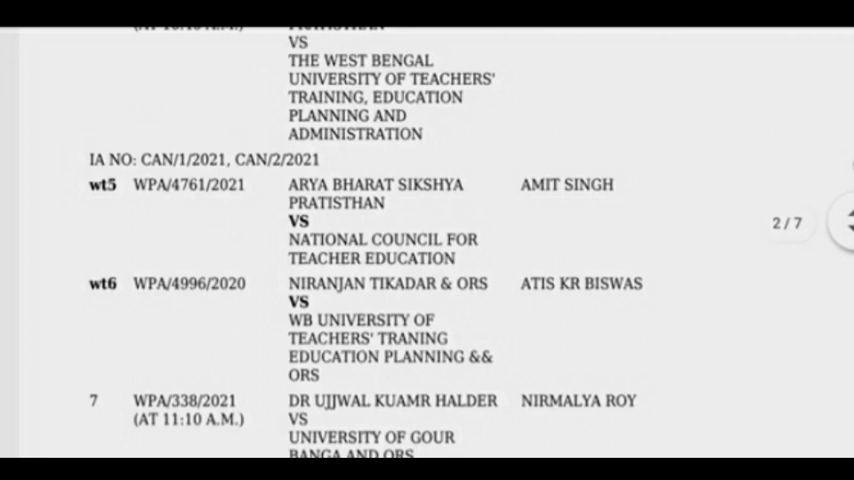 VS
THE WEST BENGAL
UNIVERSITY OF TEACHERS'
TRAINING, EDUCATION
PLANNING AND
ADMINISTRATION
IA NO: CAN/1/2021, CAN/2/2021
wt5 WPA/4761/2021 ARYA BHARAT SIKSHYA AMIT SINGH
PRATISTHAN
VS
NATIONAL COUNCIL FOR
TEACHER EDUCATION
2 / 7
wt6 WPA/4996/2020 NIRANJAN TIKADAR & ORS ATIS KR BISWAS
VS
WB UNIVERSITY OF
TEACHERS' TRANING
EDUCATION PLANNING &&
ORS
7 WPA/338/2021 DR UJJWAL KUAMR HALDER NIRMALYA ROY
(AT 11:10 A.M.) VS
UNIVERSITY OF GOUR
BANGA AND ORS